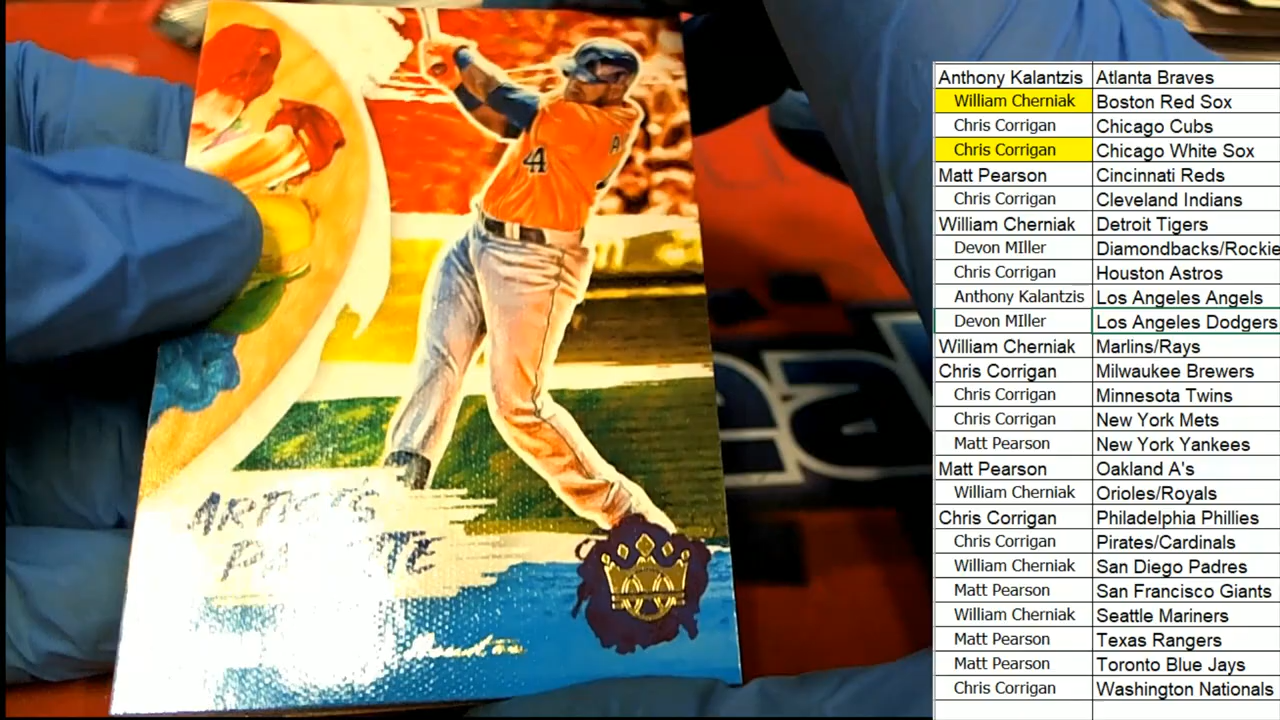 Anthony Kalantzis Atlanta Braves
William Cherniak Boston Red Sox
Chris Corrigan Chicago Cubs
Chris Corrigan Chicago White Sox
Matt Pearson Cincinnati Reds
Chris Corrigan Cleveland Indians
William Cherniak Detroit Tigers
Devon MIller Diamondbacks/Rockie
Chris Corrigan Houston Astros
Anthony Kalantzis Los Angeles Angels
Devon MIller Los Angeles Dodgers
William Cherniak Marlins/Rays
Chris Corrigan Milwaukee Brewers
Chris Corrigan Minnesota Twins
Chris Corrigan New York Mets
Matt Pearson New York Yankees
Matt Pearson Oakland A's
William Cherniak Orioles/Royals
Chris Corrigan Philadelphia Phillies
Chris Corrigan Pirates/Cardinals
William Cherniak San Diego Padres
Matt Pearson San Francisco Giants
William Cherniak Seattle Mariners
Matt Pearson Texas Rangers
Matt Pearson Toronto Blue Jays
Chris Corrigan Washington Nationals
44
ARTIST'S